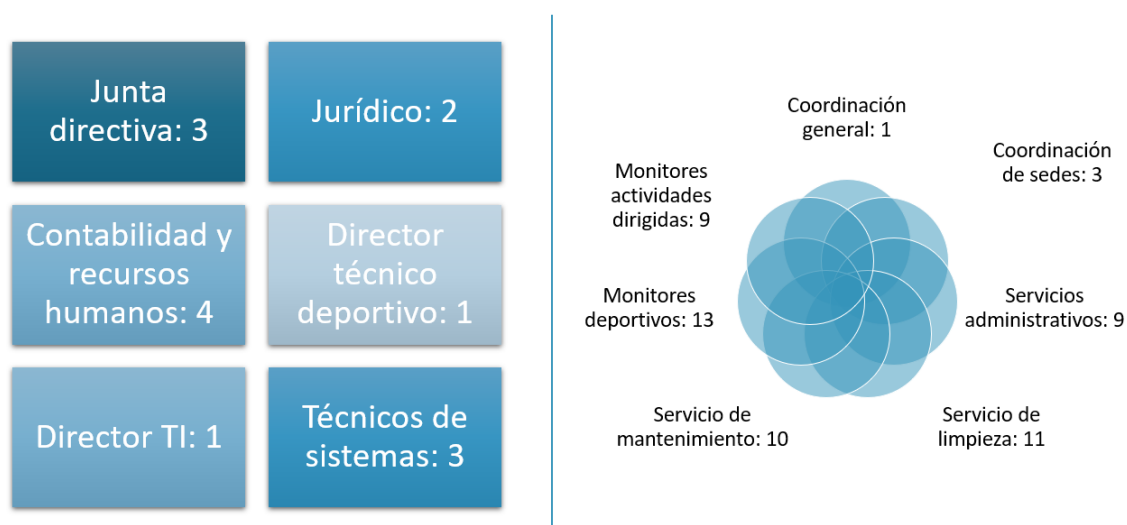 Junta
directiva: 3
Jurídico: 2
Contabilidad y
recursos
humanos: 4
Director
técnico
deportivo: 1
Director TI: 1
Técnicos de
sistemas: 3
Coordinación
general: 1
Coordinación
de sedes: 3
Servicios
administrativos: 9
Servicio de
limpieza: 11
Servicio de
mantenimiento: 10
Monitores
deportivos: 13
Monitores
actividades
dirigidas: 9